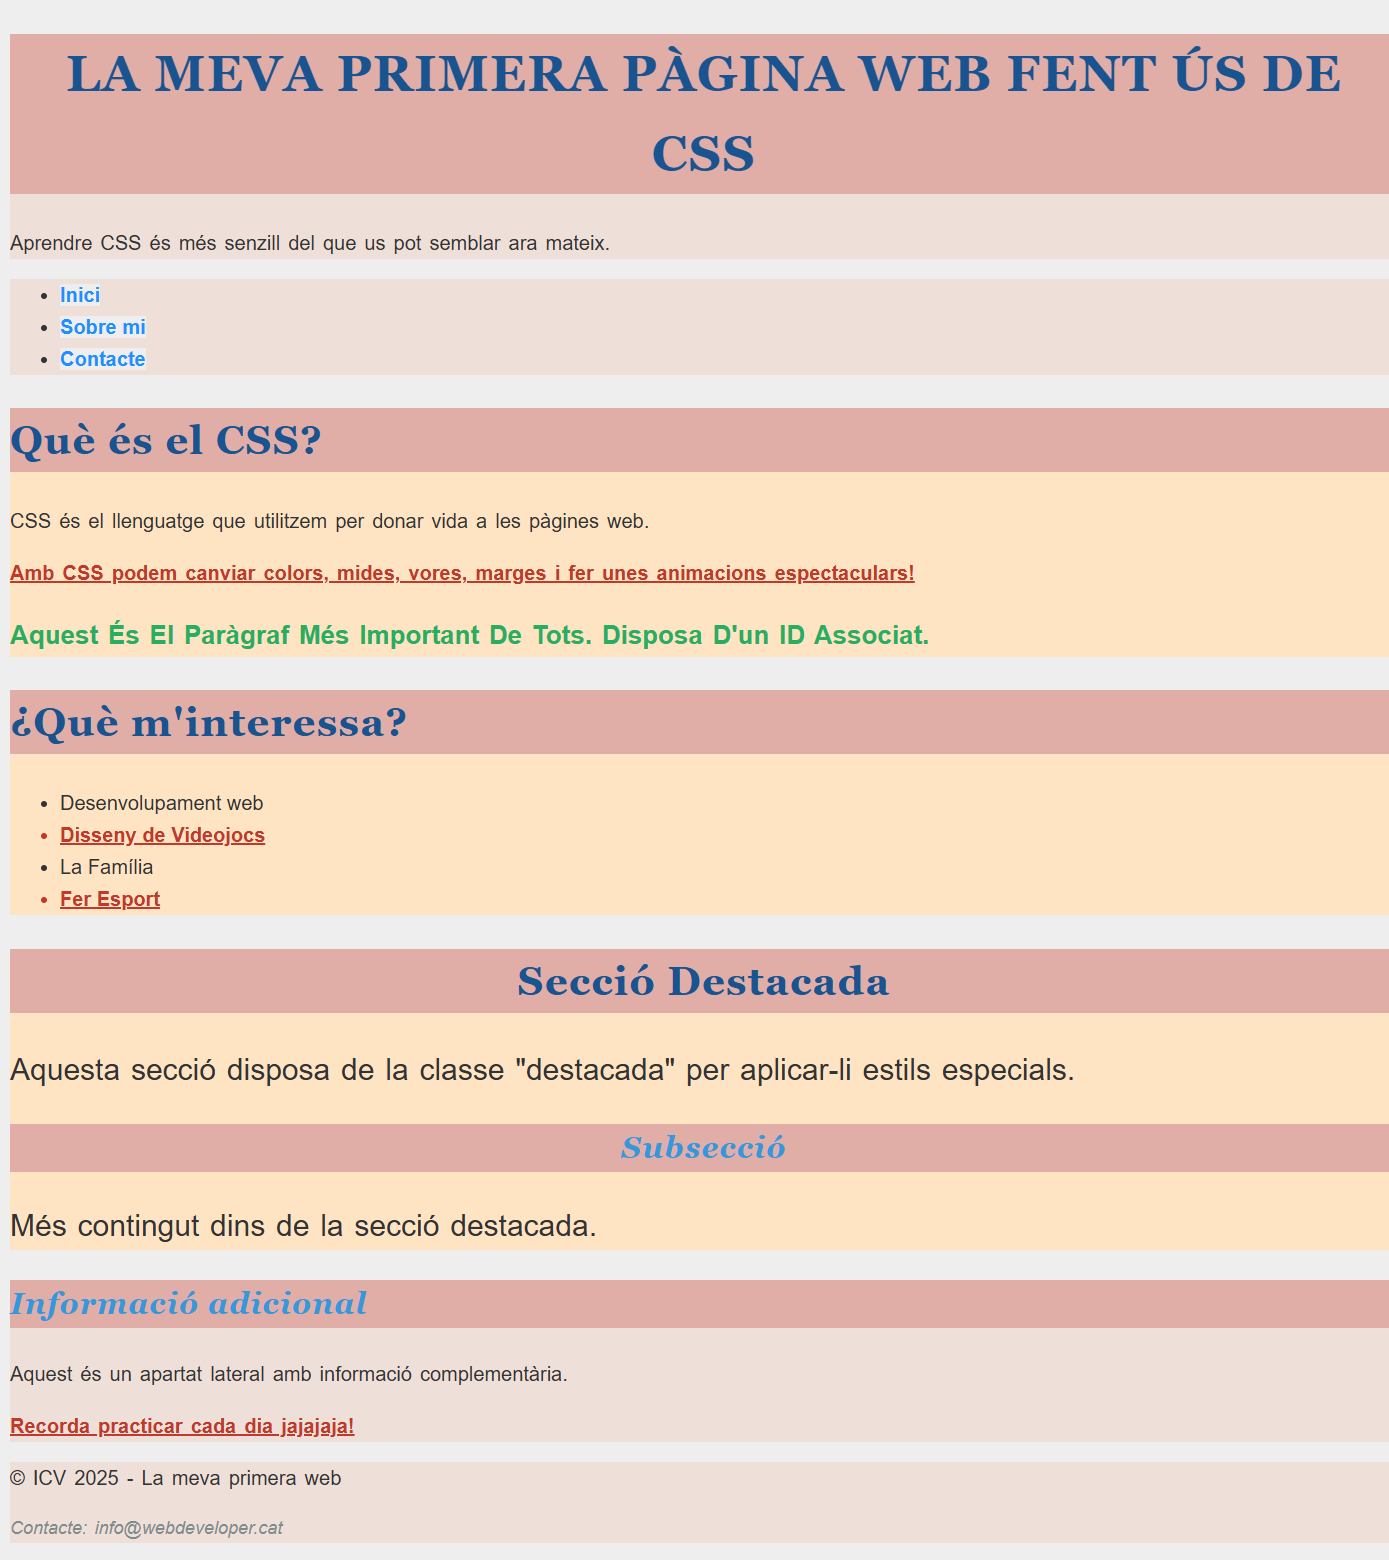 LA MEVA PRIMERA PÀGINA WEB FENT ÚS DE
CSS
Aprendre CSS és més senzill del que us pot semblar ara mateix.
• Inici
• Sobre mi
• Contacte
Què és el CSS?
CSS és el llenguatge que utilitzem per donar vida a les pàgines web.
Amb CSS podem canviar colors, mides, vores, marges i fer unes animacions espectaculars!
Aquest És El Paràgraf Més Important De Tots. Disposa D'un ID Associat.
¿Què m'interessa?
• Desenvolupament web
• Disseny de Videojocs
• La Família
• Fer Esport
Secció Destacada
Aquesta secció disposa de la classe "destacada" per aplicar-li estils especials.
Subsecció
Més contingut dins de la secció destacada.
Informació adicional
Aquest és un apartat lateral amb informació complementària.
Recorda practicar cada dia jajajaja!
© ICV 2025 - La meva primera web
Contacte: info@webdeveloper.cat